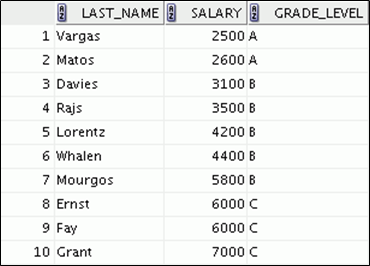 LAST_NAME SALARY GRADE_LEVEL
1 Vargas 2500 A
2 Matos 2600 A
3 Davies 3100 B
4 Rajs 3500 B
5 Lorentz 4200 B
6 Whalen 4400 B
7 Mourgos 5800 B
8 Ernst 6000 C
9 Fay 6000 C
10 Grant 7000 C